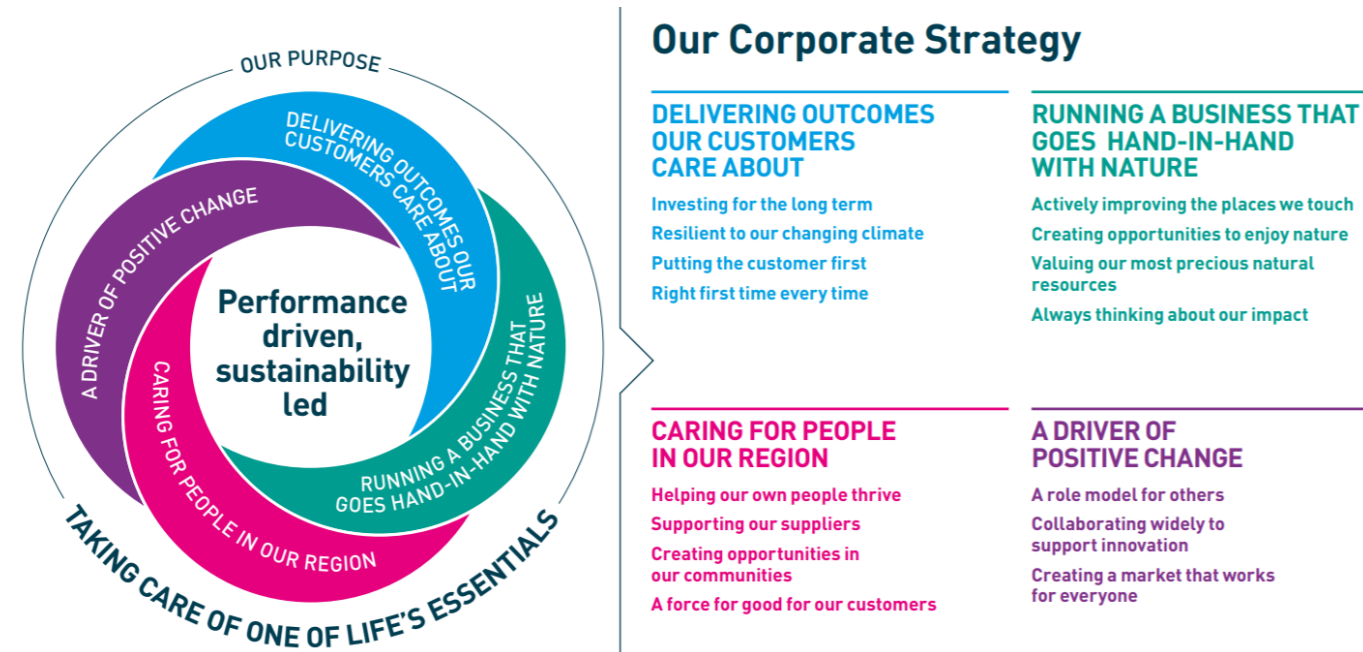 OUR PURPOSE
DELIVERING OUTCOMES OUR
CUSTOMERS CARE ABOUT
A DRIVER OF POSITIVE CHANGE
Performance
driven,
sustainability
led
RUNNING A BUSINESS THAT
GOES HAND-IN-HAND WITH NATURE
CARING FOR PEOPLE IN OUR REGION
TAKING CARE OF ONE OF LIFE'S ESSENTIALS
Our Corporate Strategy
DELIVERING OUTCOMES
OUR CUSTOMERS
CARE ABOUT
Investing for the long term
Resilient to our changing climate
Putting the customer first
Right first time every time
RUNNING A BUSINESS THAT
GOES HAND-IN-HAND
WITH NATURE
Actively improving the places we touch
Creating opportunities to enjoy nature
Valuing our most precious natural
resources
Always thinking about our impact
CARING FOR PEOPLE
IN OUR REGION
Helping our own people thrive
Supporting our suppliers
Creating opportunities in
our communities
A force for good for our customers
A DRIVER OF
POSITIVE CHANGE
A role model for others
Collaborating widely to
support innovation
Creating a market that works
for everyone